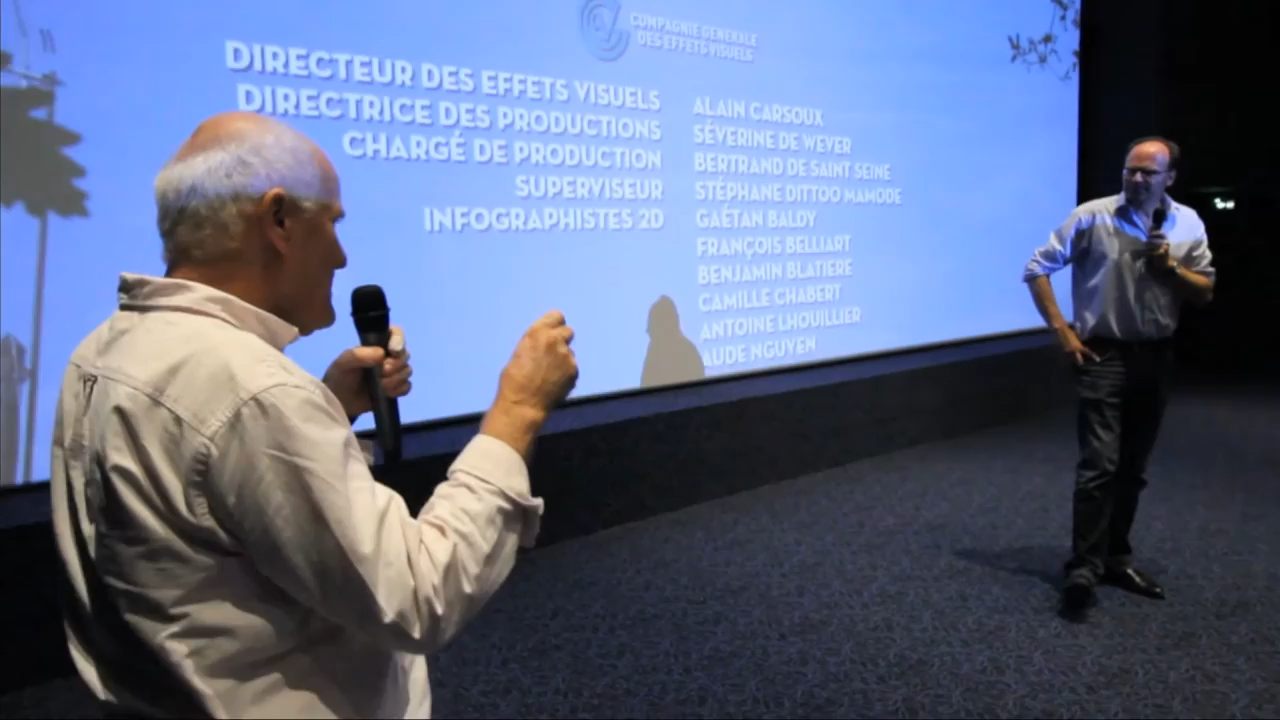 COMPAGNIE GENERALE
DES EFFETS VISUELS
DIRECTEUR DES EFFETS VISUELS ALAIN CARSOUX
DIRECTRICE DES PRODUCTIONS SÉVERINE DE WEVER
CHARGÉ DE PRODUCTION BERTRAND DE SAINT SEINE
SUPERVISEUR STÉPHANE DITTOO MAMODE
INFOGRAPHISTES 2D GAÉTAN BALDY
FRANÇOIS BELLIART
BENJAMIN BLATIERE
CAMILLE CHABERT
ANTOINE LHOUILLIER
AUDE NGUYEN